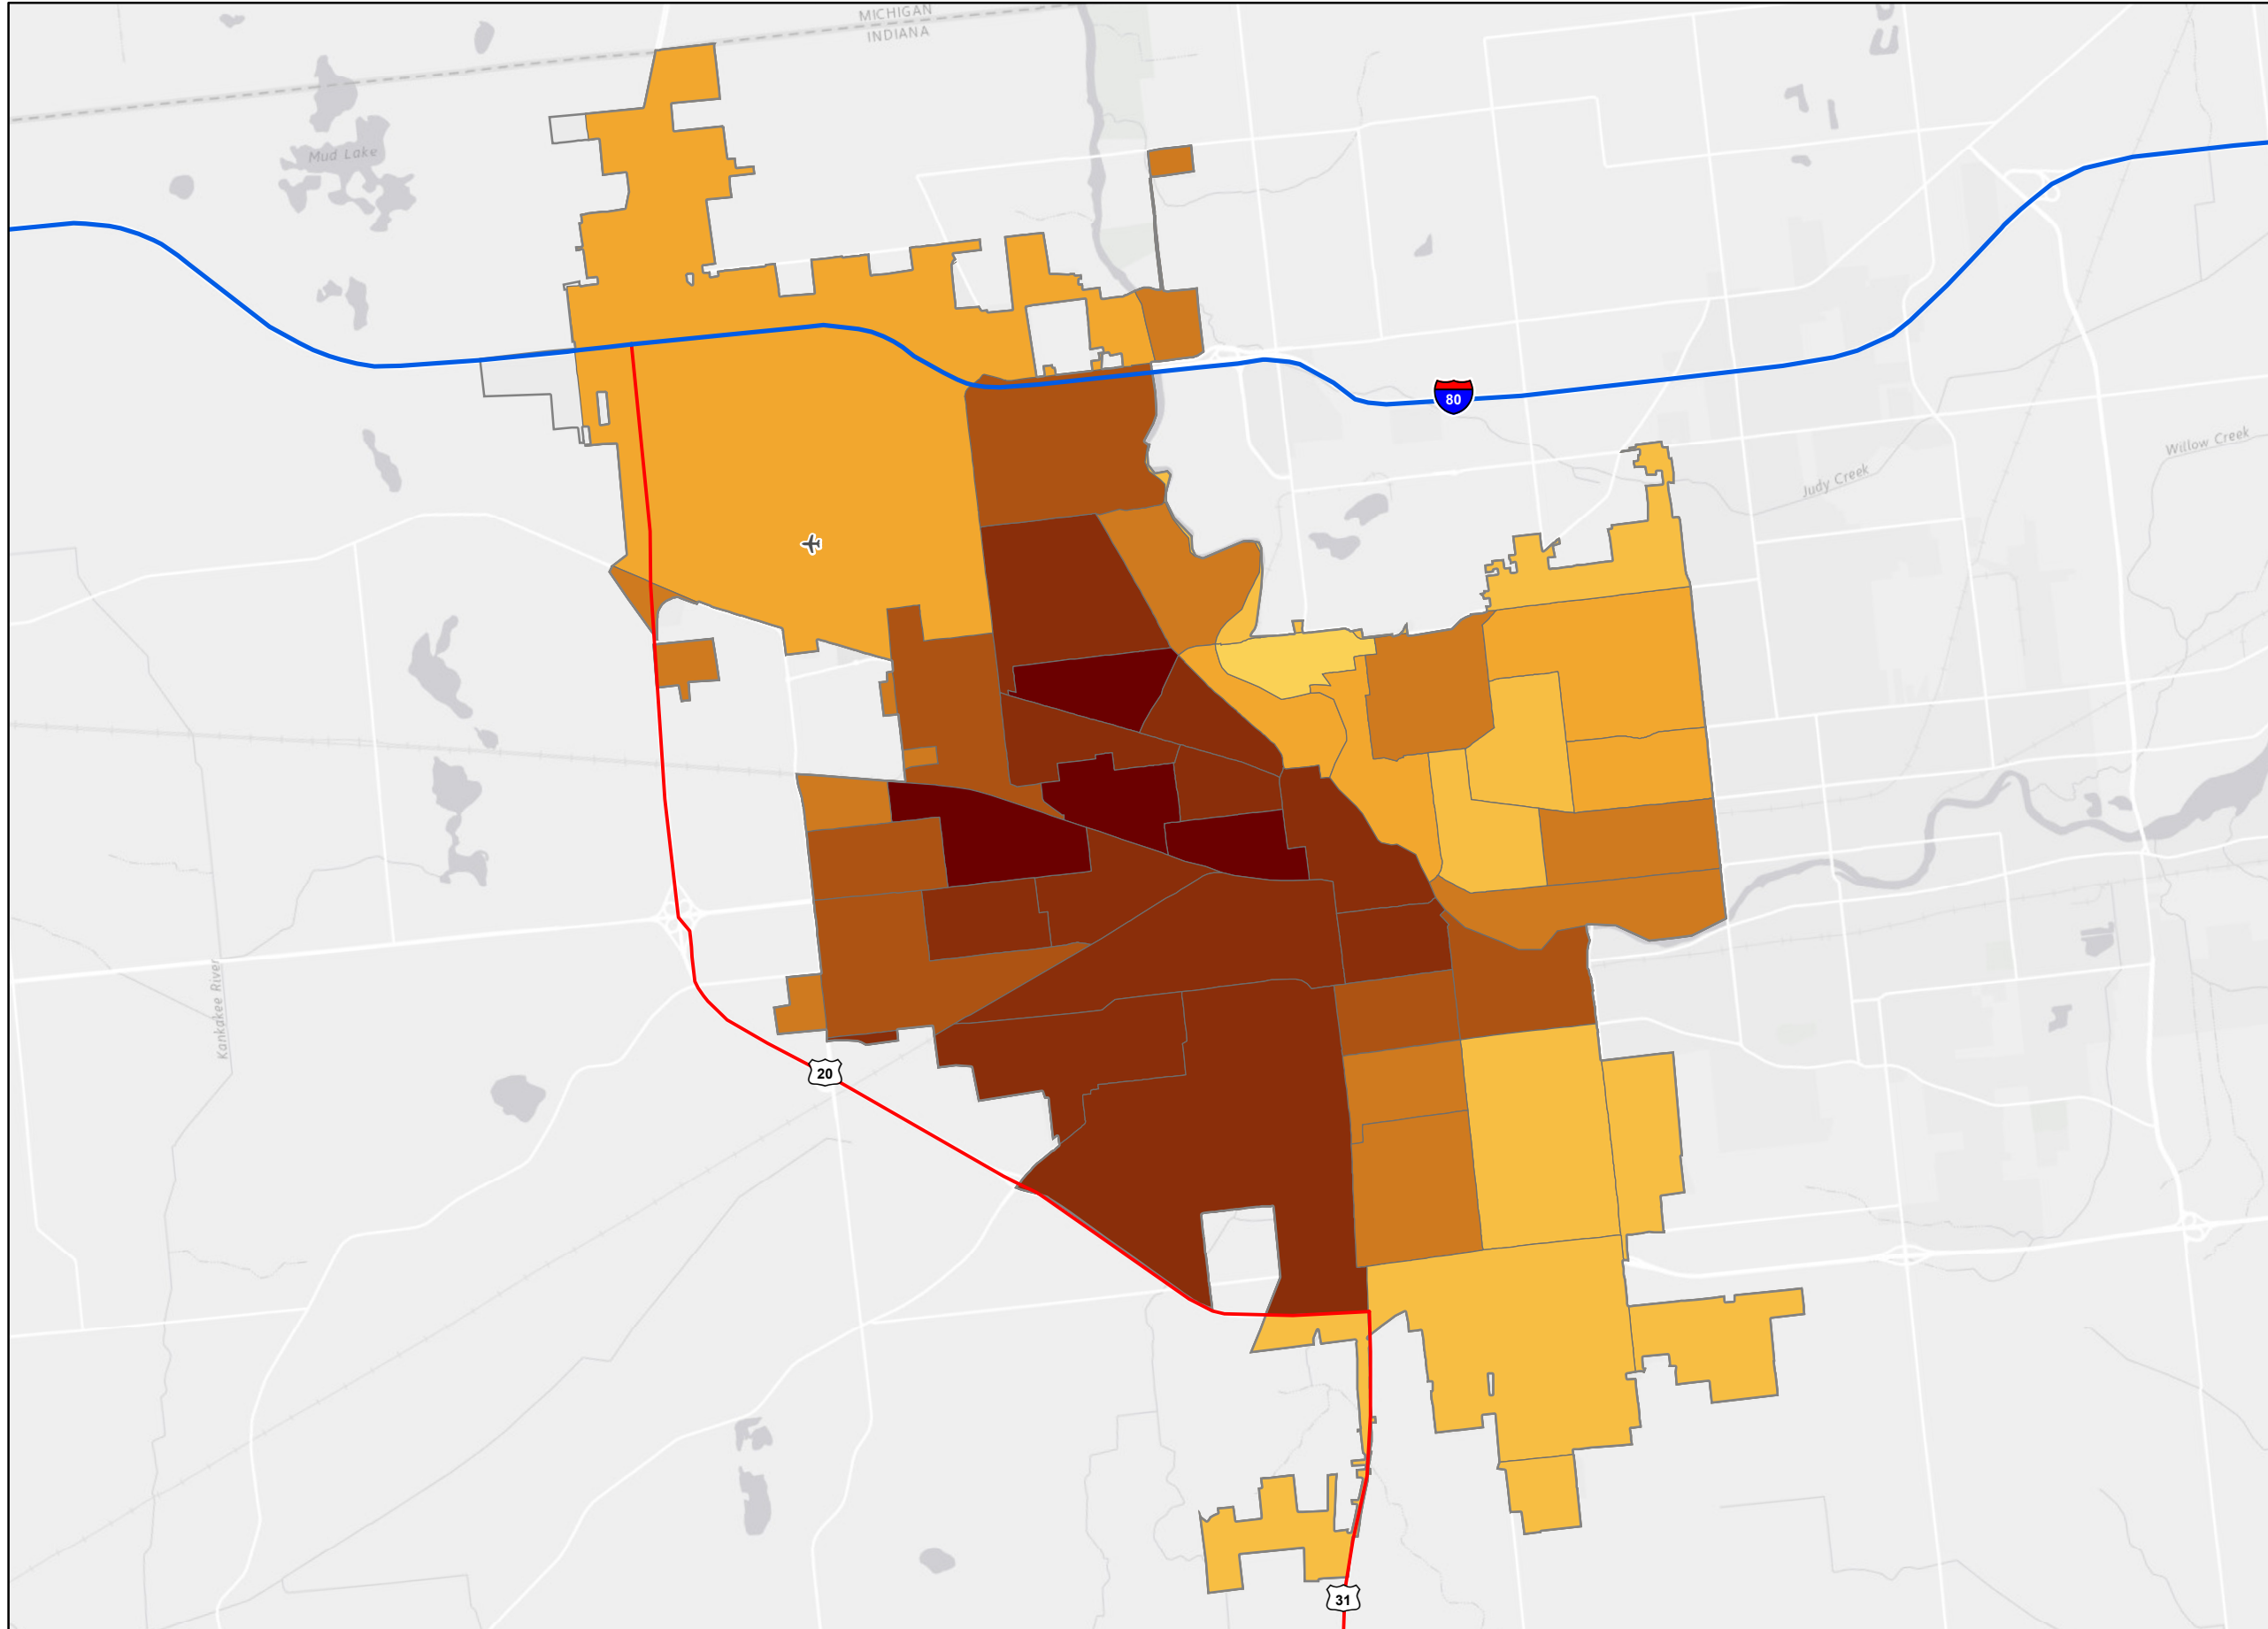 MICHIGAN
INDIANA
Mud Lake
80
Willow Creek
Judy Creek
Kankakee River
20
31